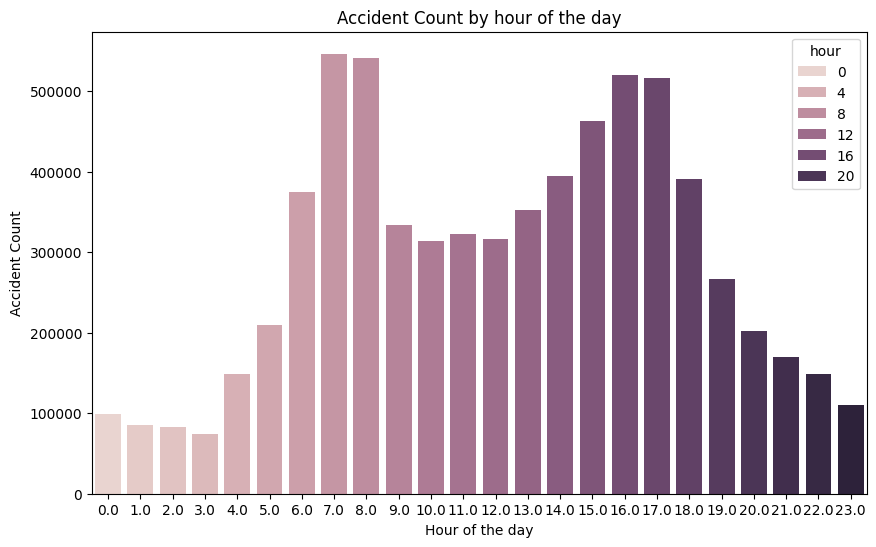 Accident Count by hour of the day
hour
0
4
8
12
16
20
500000
400000
300000
200000
100000
0
Accident Count
0.0 1.0 2.0 3.0 4.0 5.0 6.0 7.0 8.0 9.0 10.0 11.0 12.0 13.0 14.0 15.0 16.0 17.0 18.0 19.0 20.0 21.0 22.0 23.0
Hour of the day